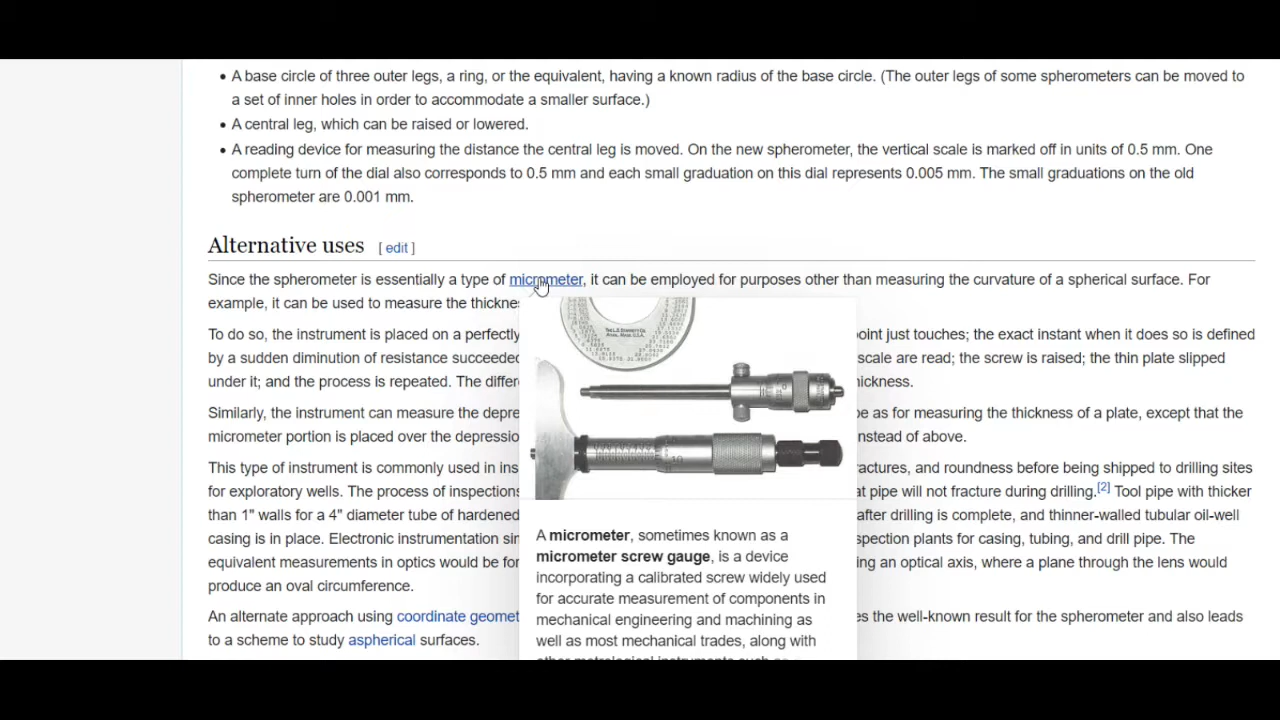 A base circle of three outer legs, a ring, or the equivalent, having a known radius of the base circle. (The outer legs of some spherometers can be moved to
a set of inner holes in order to accommodate a smaller surface.)
A central leg, which can be raised or lowered.
A reading device for measuring the distance the central leg is moved. On the new spherometer, the vertical scale is marked off in units of 0.5 mm. One
complete turn of the dial also corresponds to 0.5 mm and each small graduation on this dial represents 0.005 mm. The small graduations on the old
spherometer are 0.001 mm.
Alternative uses [ edit ]
Since the spherometer is essentially a type of micrometer, it can be employed for purposes other than measuring the curvature of a spherical surface. For
example, it can be used to measure the
To do so, the instrument is placed on a perfectly point just touches; the exact instant when it does so is defined
by a sudden diminution of resistance succeeded scale are read; the screw is raised; the thin plate slipped
under it; and the process is repeated. The
Similarly, the instrument can measure the be as for measuring the thickness of a plate, except that the
micrometer portion is placed over the instead of above.
This type of instrument is commonly used in and roundness before being shipped to drilling sites
for exploratory wells. The process of inspections at pipe will not fracture during drilling.[2] Tool pipe with thicker
than 1" walls for a 4" diameter tube of hardened after drilling is complete, and thinner-walled tubular oil-well
casing is in place. Electronic instrumentation plants for casing, tubing, and drill pipe. The
equivalent measurements in optics would be an optical axis, where a plane through the lens would
produce an oval circumference.
An alternate approach using coordinate the well-known result for the spherometer and also leads
to a scheme to study aspherical surfaces.
A micrometer, sometimes known as a
micrometer screw gauge, is a device
incorporating a calibrated screw widely used
for accurate measurement of components in
mechanical engineering and machining as
well as most mechanical trades, along with